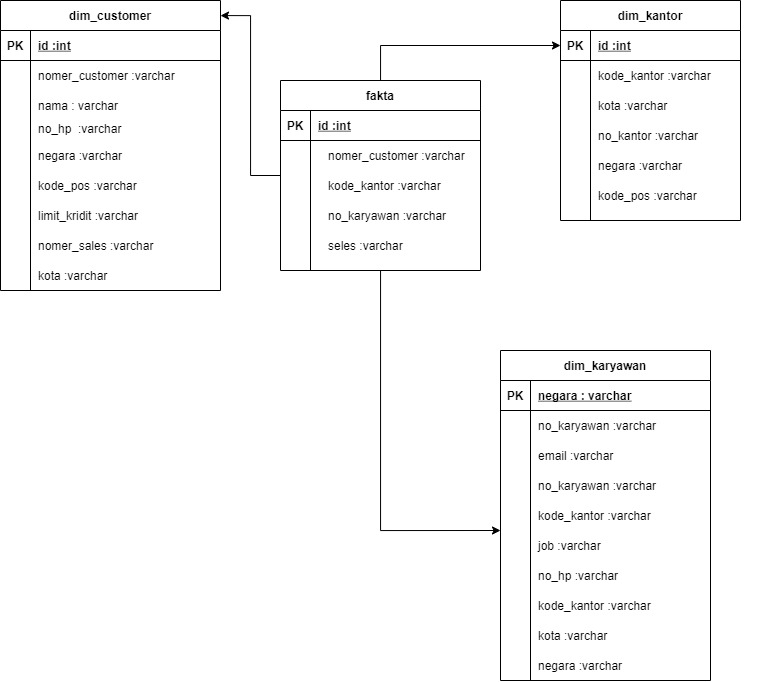 dim_customer
PK id :int
nomer_customer :varchar
nama : varchar
no_hp :varchar
negara :varchar
kode_pos :varchar
limit_kridit :varchar
nomer_sales :varchar
kota :varchar
fakta
PK id :int
nomer_customer :varchar
kode_kantor :varchar
no_karyawan :varchar
seles :varchar
dim_kantor
PK id :int
kode_kantor :varchar
kota :varchar
no_kantor :varchar
negara :varchar
kode_pos :varchar
dim_karyawan
PK negara : varchar
no_karyawan :varchar
email :varchar
no_karyawan :varchar
kode_kantor :varchar
job :varchar
no_hp :varchar
kode_kantor :varchar
kota :varchar
negara :varchar